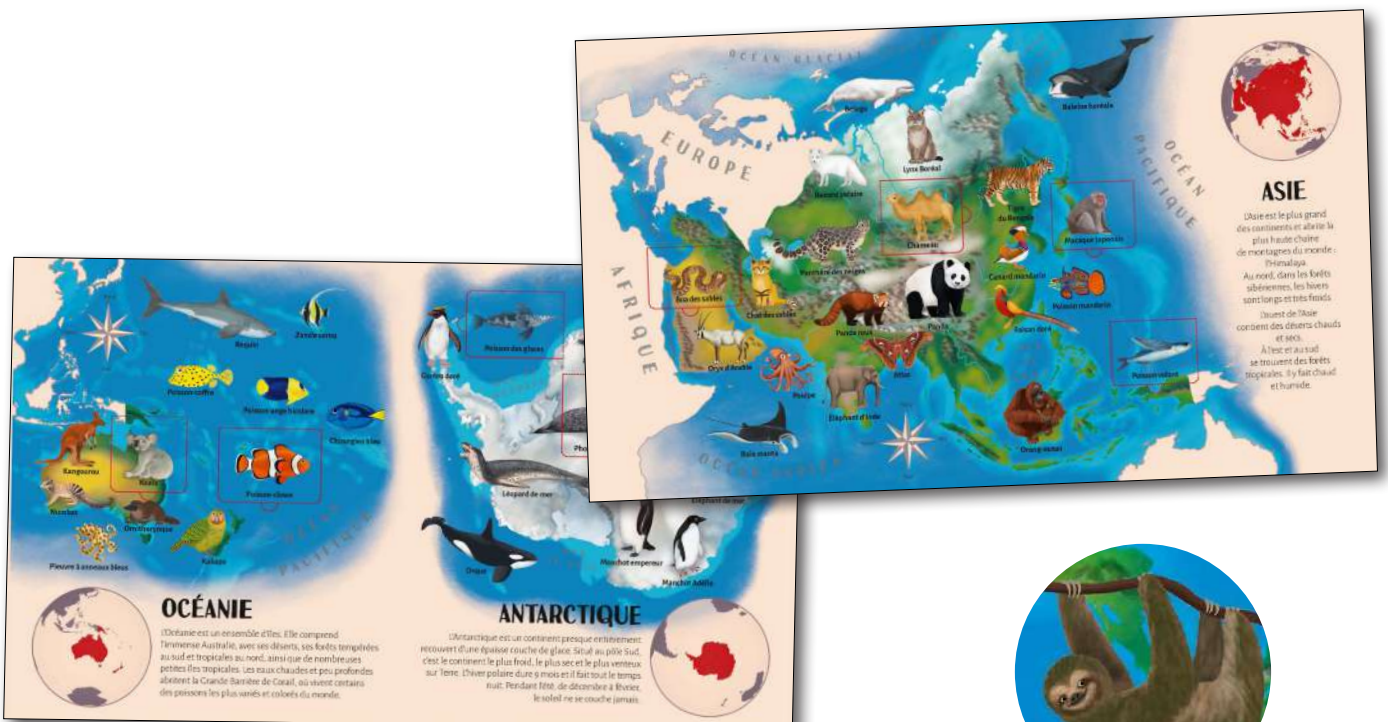 OCÉAN GLACIAL
Béluga
Baleine boréale
EUROPE
Lynx Boréal
Renard polaire
OCÉAN
PACIFIQUE
Tigre
du Bengale
Chameau
Macaque japonais
Panthère des neiges
Canard mandarin
AFRIQUE
Boa des sables
Chat des sables
Poisson mandarin
Panda roux
Panda
Faisan doré
Oryx d'Arabie
Atlas
Poisson volant
Poulpe
Éléphant d'Inde
Raie manta
Orang-outan
OCÉAN INDIEN
ASIE
L'Asie est le plus grand
des continents et abrite la
plus haute chaîne
de montagnes du monde :
l'Himalaya.
Au nord, dans les forêts
sibériennes, les hivers
sont longs et très froids
L'ouest de l'Asie
contient des déserts chauds
et secs.
À l'est et au sud
se trouvent des forêts
tropicales. Il y fait chaud
et humide.
Requin
Zancle cornu
Poisson-coffre
Poisson ange bicolore
Chirurgien bleu
Kangourou
Koala
Poisson-clown
Numbat
Ornithorynque
Kakapo
Pieuvre à anneaux bleus
OCÉAN
PACIFIQUE
OCÉANIE
L'Océanie est un ensemble d'îles. Elle comprend
l'immense Australie, avec ses déserts, ses forêts tempérées
au sud et tropicales au nord, ainsi que de nombreuses
petites îles tropicales. Les eaux chaudes et peu profondes
abritent la Grande Barrière de Corail, où vivent certains
des poissons les plus variés et colorés du monde.
Gorfou doré
Poisson des glaces
Pho
Léopard de mer
Éléphant de mer
Orque
Manchot empereur
Manchot Adélie
ANTARCTIQUE
L'Antarctique est un continent presque entièrement
recouvert d'une épaisse couche de glace. Situé au pôle Sud,
c'est le continent le plus froid, le plus sec et le plus venteux
sur Terre. L'hiver polaire dure 9 mois et il fait tout le temps
nuit. Pendant l'été, de décembre à février,
le soleil ne se couche jamais.